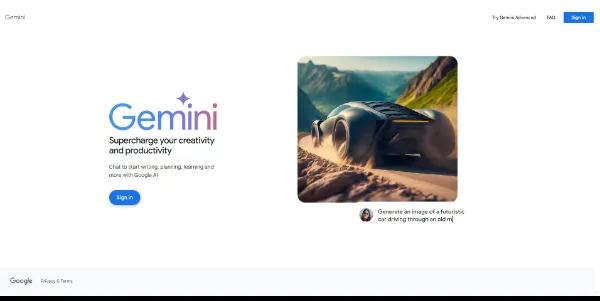 Gemini
Try Gemini Advanced
FAQ
Sign in
Gemini
Supercharge your creativity
and productivity
Chat to start writing, planning, learning and
more with Google AI
Sign in
Generate an image of a futuristic
car driving through an old m
Google
Privacy & Terms